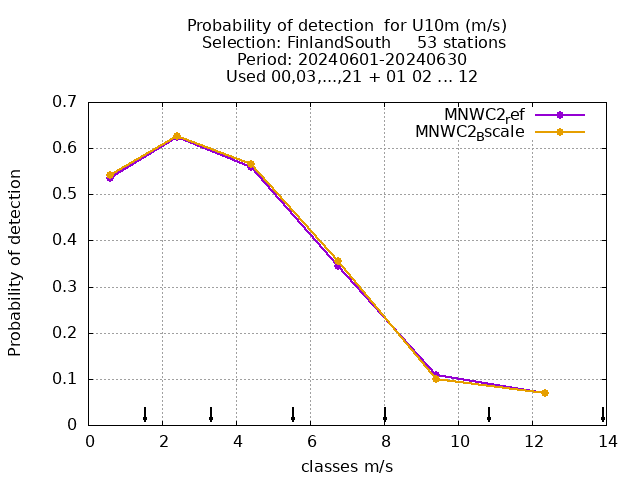 Probability of detection  for U10m (m/s)
Selection: FinlandSouth     53 stations
Period: 20240601-20240630
Used 00,03,...,21 + 01 02 ... 12
MNWC2ref
MNWC2Bscale
Probability of detection
0.7
0.6
0.5
0.4
0.3
0.2
0.1
0
0 2 4 6 8 10 12 14
classes m/s